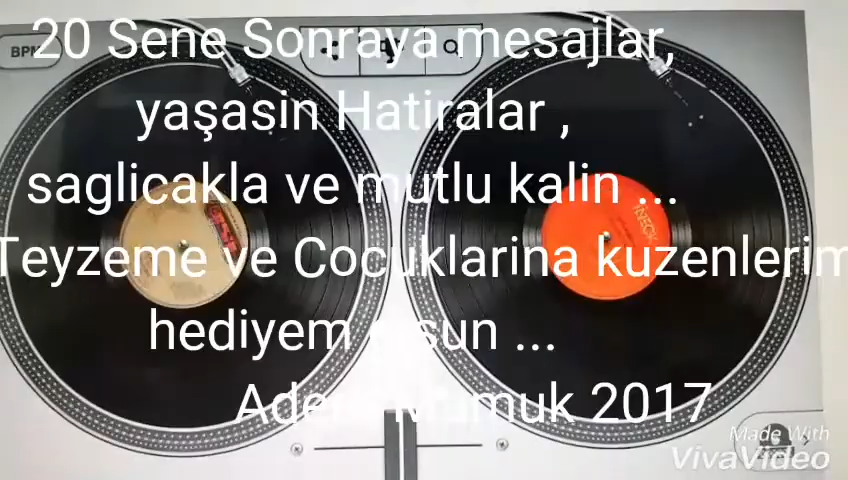 BPM
20 Sene Sonraya mesajlar,
yaşasin Hatiralar ,
saglicakla ve mutlu kalin ...
Teyzeme ve Cocuklarina kuzenlerim
hediyem olsun ...
2017
Made With
VivaVideo